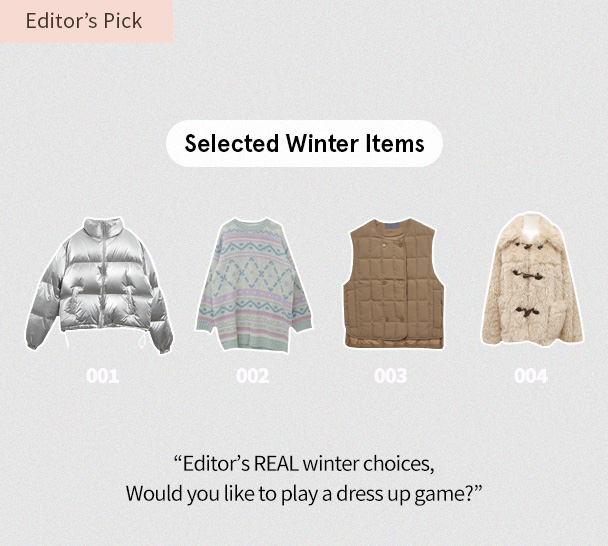 Editor’s Pick
Selected Winter Items
001 002 003 004
“Editor’s REAL winter choices,
Would you like to play a dress up game?”